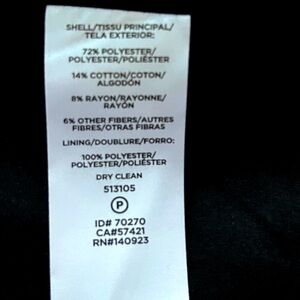 SHELL/TISSU PRINCIPAL/
TELA EXTERIOR:
72% POLYESTER/
POLYESTER/POLIÉSTER
14% COTTON/COTON/
ALGODÓN
8% RAYON/RAYONNE/
RAYÓN
6% OTHER FIBERS/AUTRES
FIBRES/OTRAS FIBRAS
LINING/DOUBLURE/FORRO:
100% POLYESTER/
POLYESTER/POLIÉSTER
DRY CLEAN
513105
P
ID# 70270
CA#57421
RN#140923